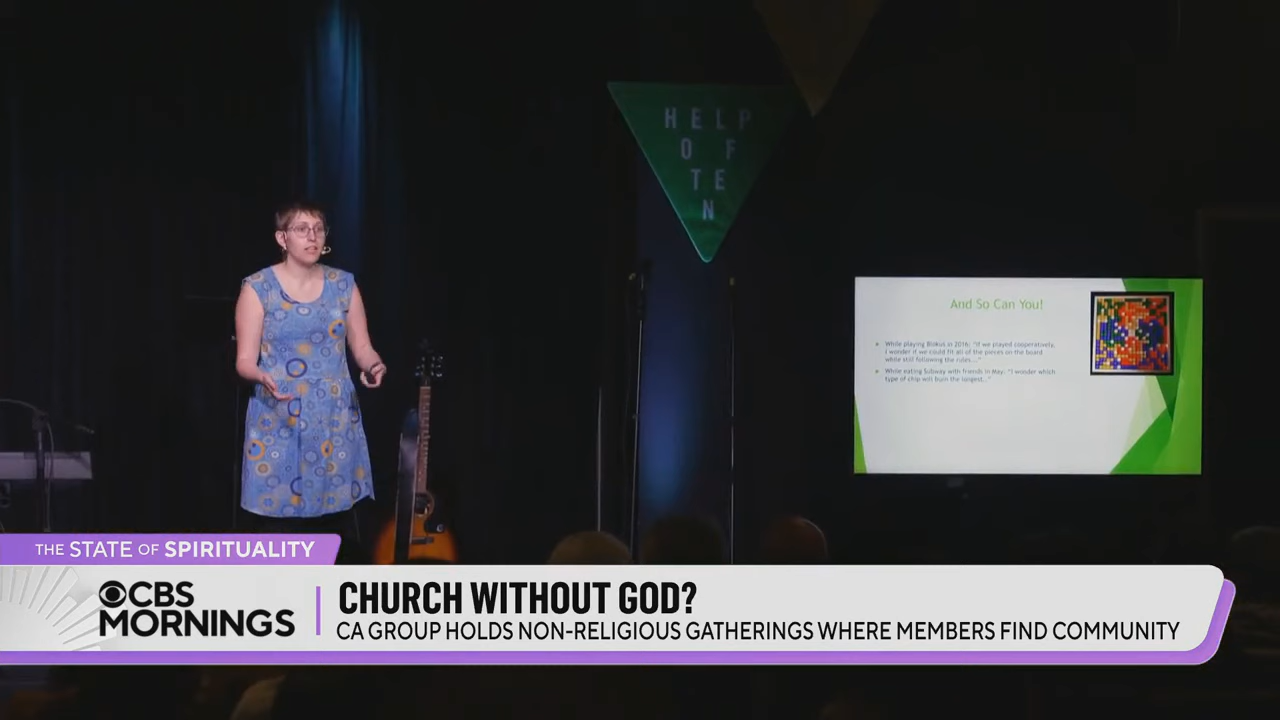 HELP
OF
TE
N
And So Can You!
While playing Blokus in 2016: "If we played cooperatively,
I wonder if we could fit all of the pieces on the board
while still following the rules..."
While eating Subway with friends in May: "I wonder which
type of chip will burn the longest..."
THE STATE OF SPIRITUALITY
CBS
MORNINGS
CHURCH WITHOUT GOD?
CA GROUP HOLDS NON-RELIGIOUS GATHERINGS WHERE MEMBERS FIND COMMUNITY